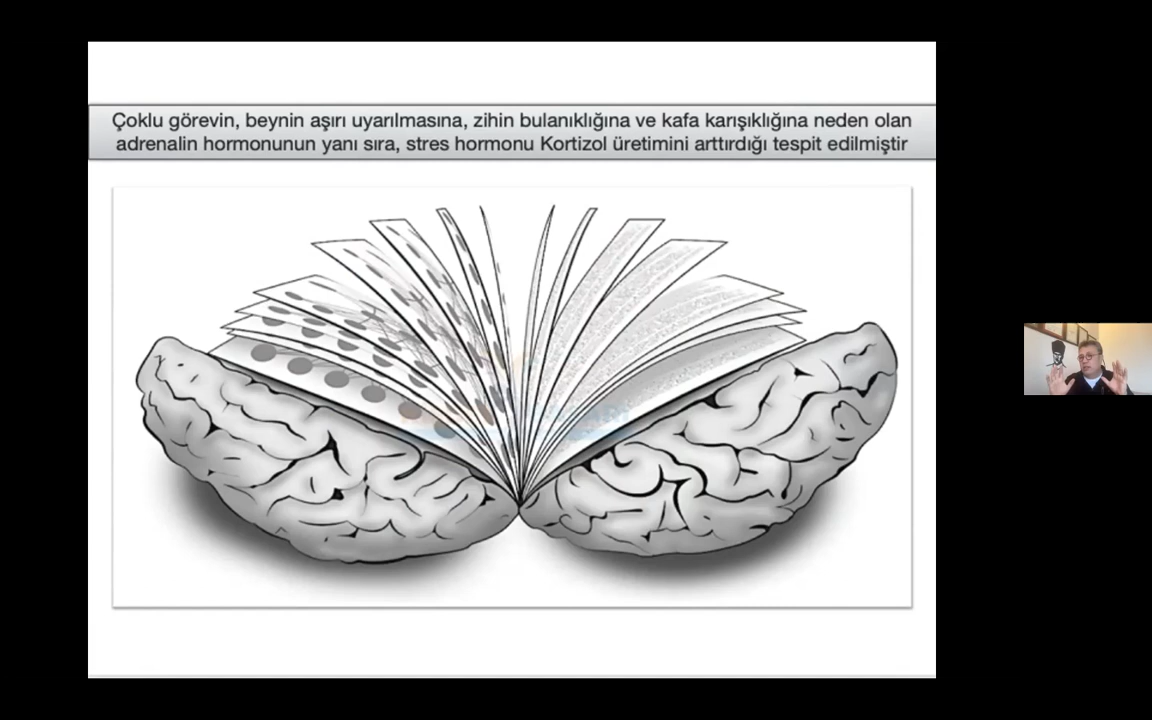 Çoklu görevin, beynin aşırı uyarılmasına, zihin bulanıklığına ve kafa karışıklığına neden olan
adrenalin hormonunun yanı sıra, stres hormonu Kortizol üretimini arttırdığı tespit edilmiştir